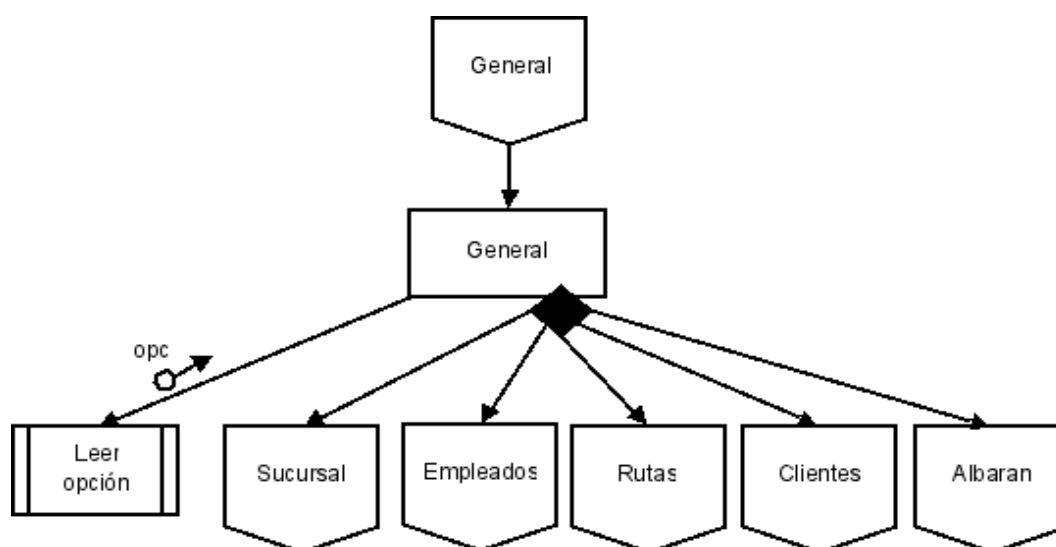 General
General
opc
Leer
opción
Sucursal
Empleados
Rutas
Clientes
Albaran